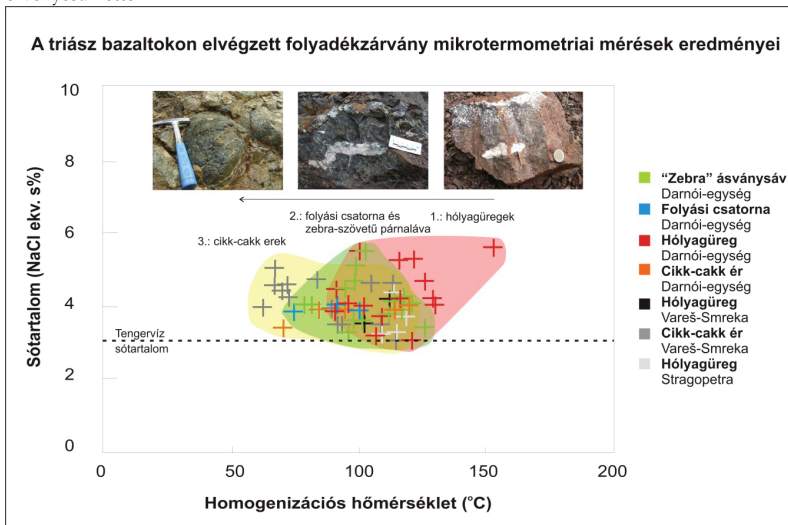 A triász bazaltokon elvégzett folyadékzárvány mikrotermometriai mérések eredményei
10
8
6
4
2
0
Sótartalom (NaCl ekv. s%)
2.: folyási csatorna és
zebra-szövetű párnaláva
1.: hólyagüregek
3.: cikk-cakk erek
Tengervíz
sótartalom
0
50
100
150
200
Homogenizációs hőmérséklet (°C)
"Zebra" ásványsáv
Darnói-egység
Folyási csatorna
Darnói-egység
Hólyagüreg
Darnói-egység
Cikk-cakk ér
Darnói-egység
Hólyagüreg
Vareš-Smreka
Cikk-cakk ér
Vareš-Smreka
Hólyagüreg
Stragopetra